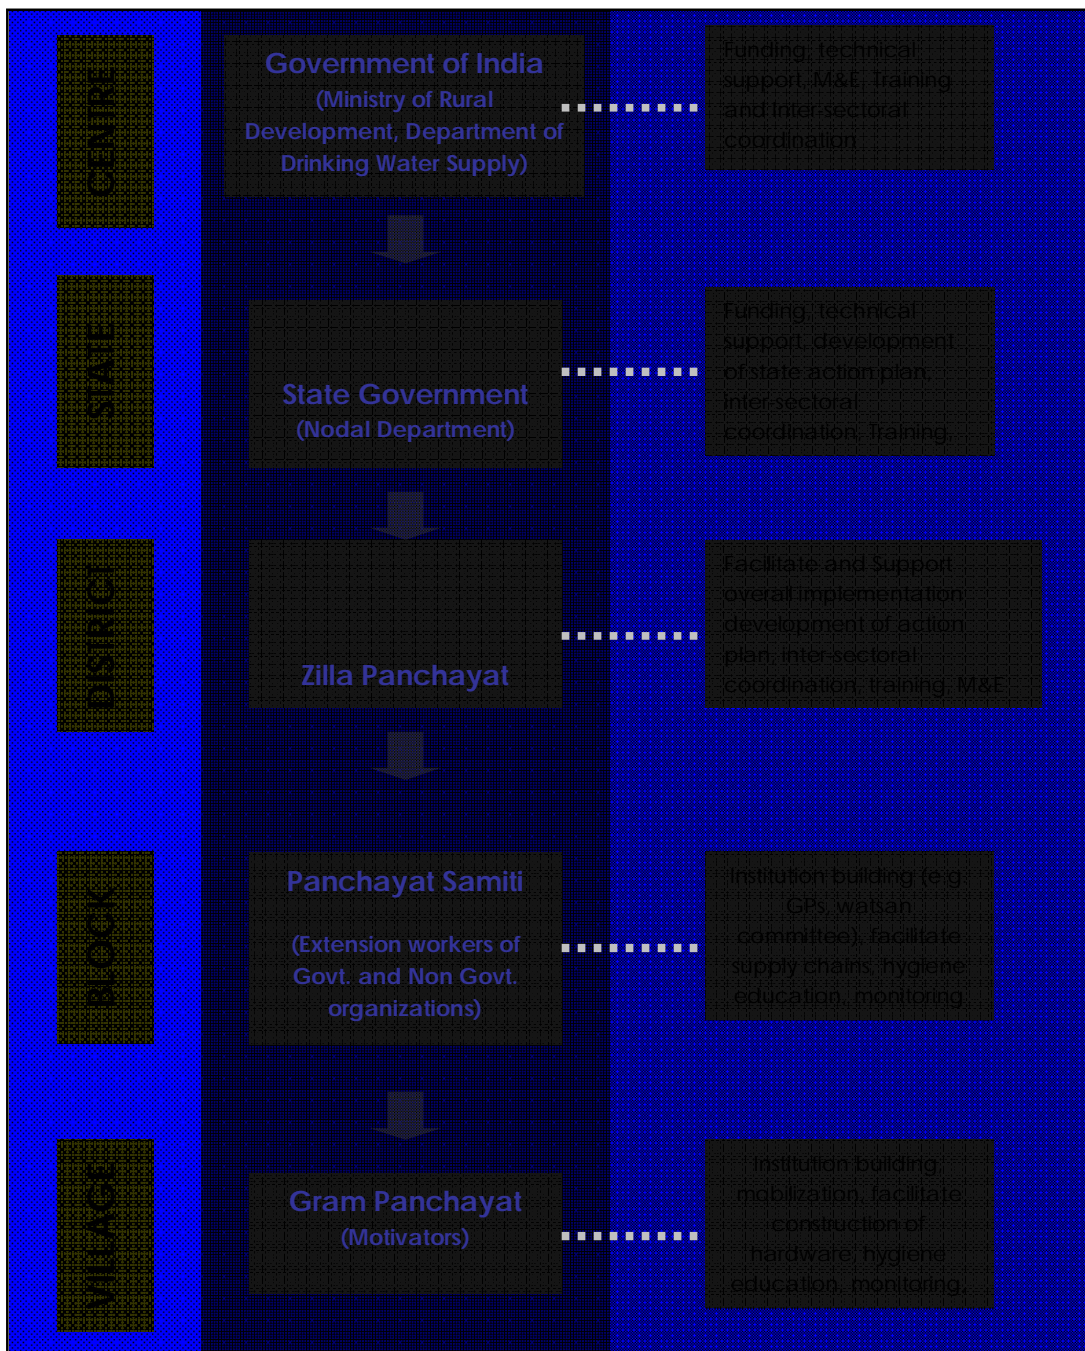 CENTRE
Government of India
(Ministry of Rural
Development, Department of
Drinking Water Supply)
Funding, technical
support, M&E, Training
and Inter-sectoral
coordination
STATE
State Government
(Nodal Department)
Funding, technical
support, development
of state action plan,
inter-sectoral
coordination, Training,
DISTRICT
Zilla Panchayat
Facilitate and Support
overall implementation
development of action
plan, inter-sectoral
coordination, training, M&E
BLOCK
Panchayat Samiti
(Extension workers of
Govt. and Non Govt.
organizations)
Institution building (e.g.
GPs, watsan
committee), facilitate
supply chains, hygiene
education, monitoring
VILLAGE
Gram Panchayat
(Motivators)
Institution building,
mobization, facilitate
construction of
hardware, hygiene
education, monitoring,